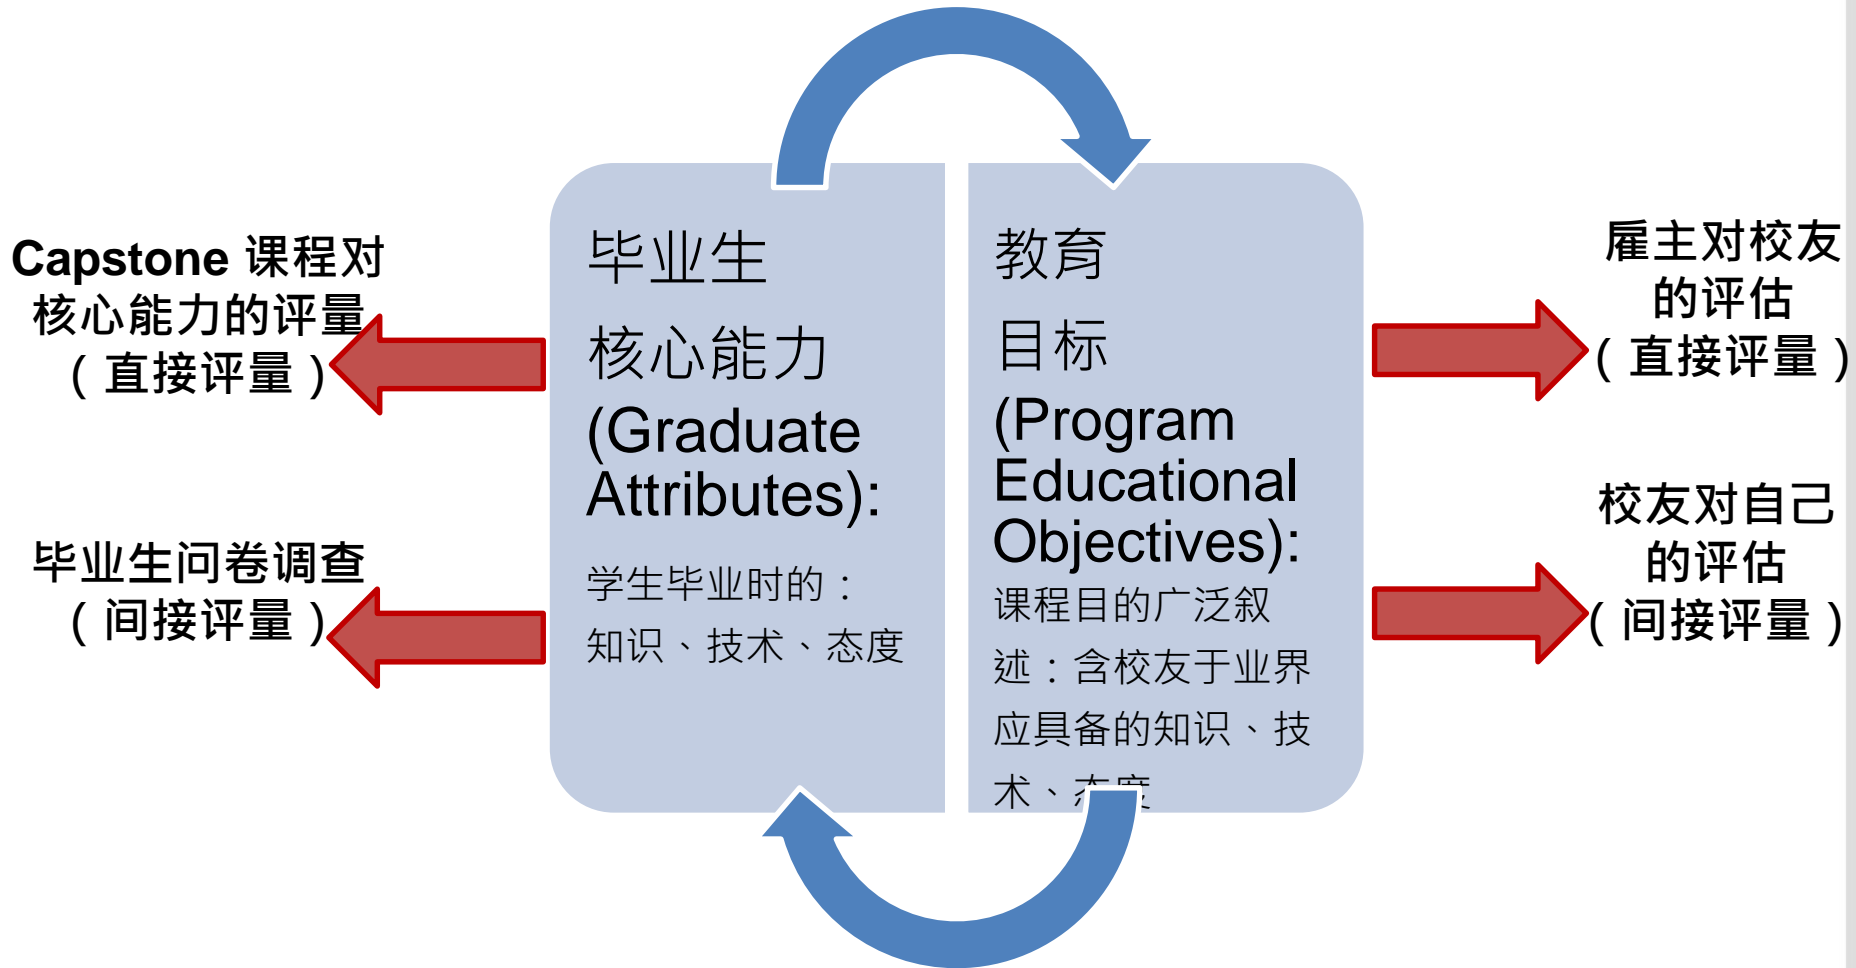 Capstone 课程对
核心能力的评量
（直接评量）
毕业生问卷调查
（间接评量）
毕业生
核心能力
(Graduate
Attributes):
学生毕业时的：
知识、技术、态度
教育
目标
(Program
Educational
Objectives):
课程目的广泛叙
述：含校友于业界
应具备的知识、技
术、态度
雇主对校友
的评估
（直接评量）
校友对自己
的评估
（间接评量）